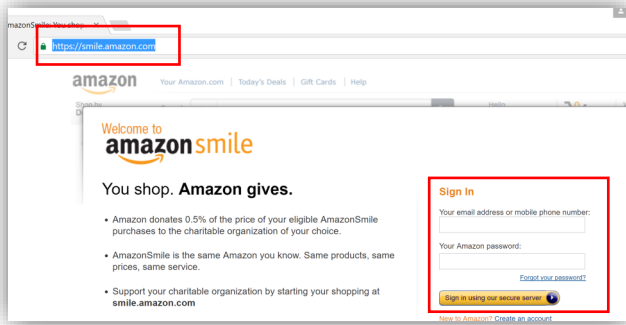 mazonSmile: You shop
https://smile.amazon.com
amazon
Your Amazon.com | Today's Deals | Gift Cards | Help
Shop by
Hello
Welcome to
amazonsmile
You shop. Amazon gives.
Sign In
Your email address or mobile phone number:
• Amazon donates 0.5% of the price of your eligible AmazonSmile
purchases to the charitable organization of your choice.
Your Amazon password:
• AmazonSmile is the same Amazon you know. Same products, same
prices, same service.
Forgot your password?
• Support your charitable organization by starting your shopping at
smile.amazon.com
Sign in using our secure server
New to Amazon? Create an account